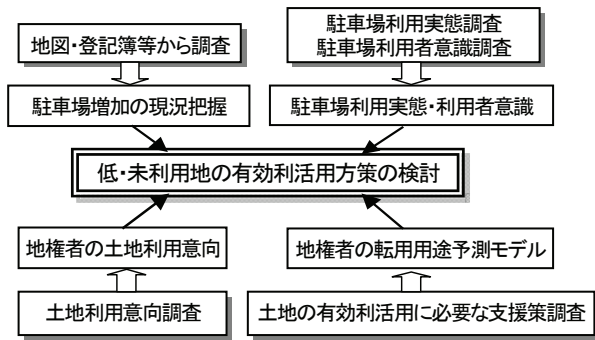 地図・登記簿等から調査
駐車場利用実態調査
駐車場利用者意識調査
駐車場増加の現況把握
駐車場利用実態・利用者意識
低・未利用地の有効利活用方策の検討
地権者の土地利用意向
地権者の転用用途予測モデル
土地利用意向調査
土地の有効利活用に必要な支援策調査